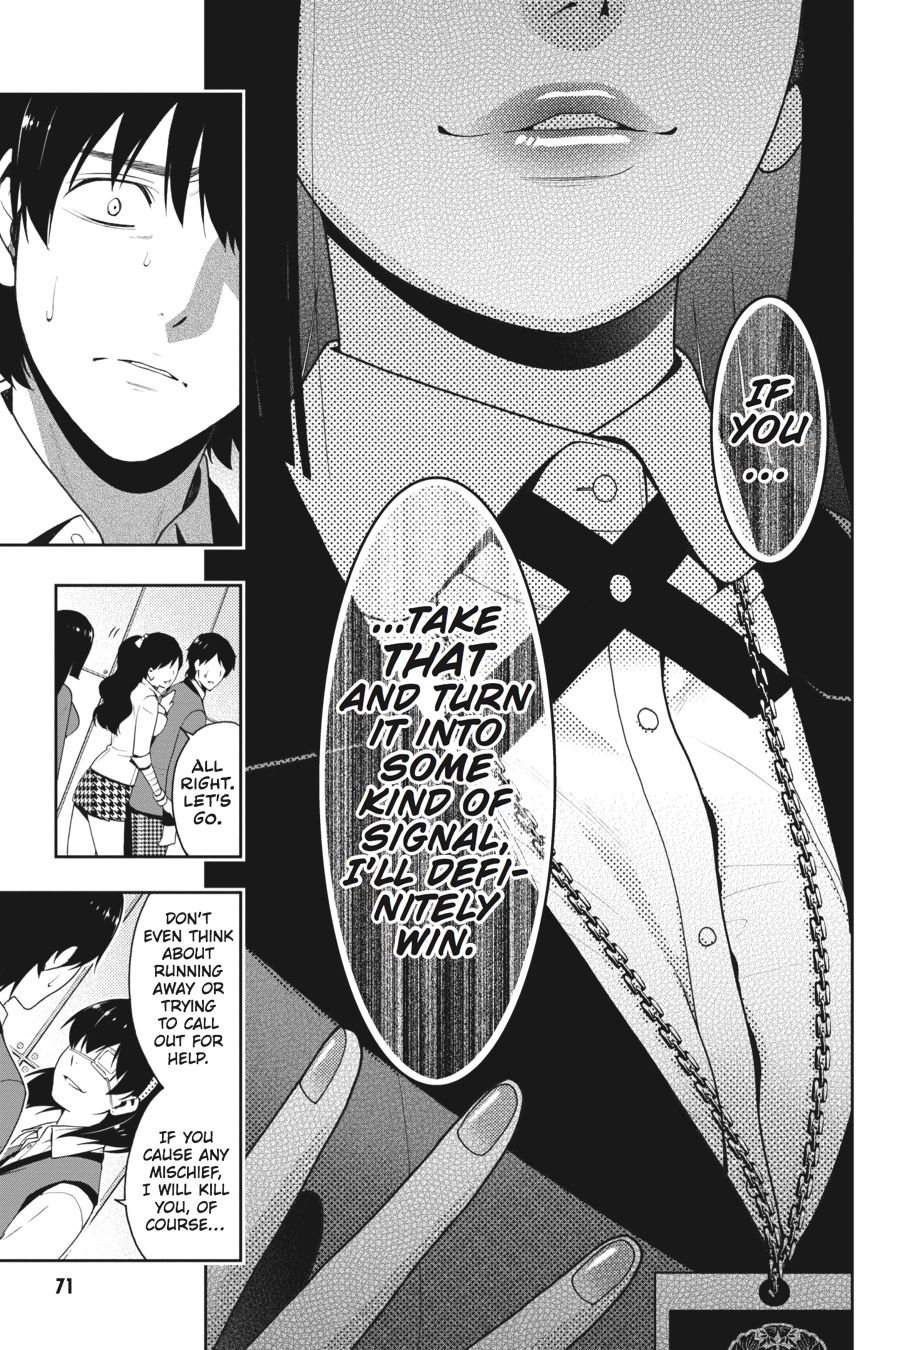 IF
YOU
...
...TAKE
THAT
AND TURN
IT INTO
SOME
KIND OF
SIGNAL,
I'LL DEFI-
NITELY
WIN.
ALL
RIGHT.
LET'S
GO.
DON'T
EVEN THINK
ABOUT
RUNNING
AWAY OR
TRYING
TO CALL
OUT FOR
HELP.
IF YOU
CAUSE ANY
MISCHIEF,
I WILL KILL
YOU, OF
COURSE...
71